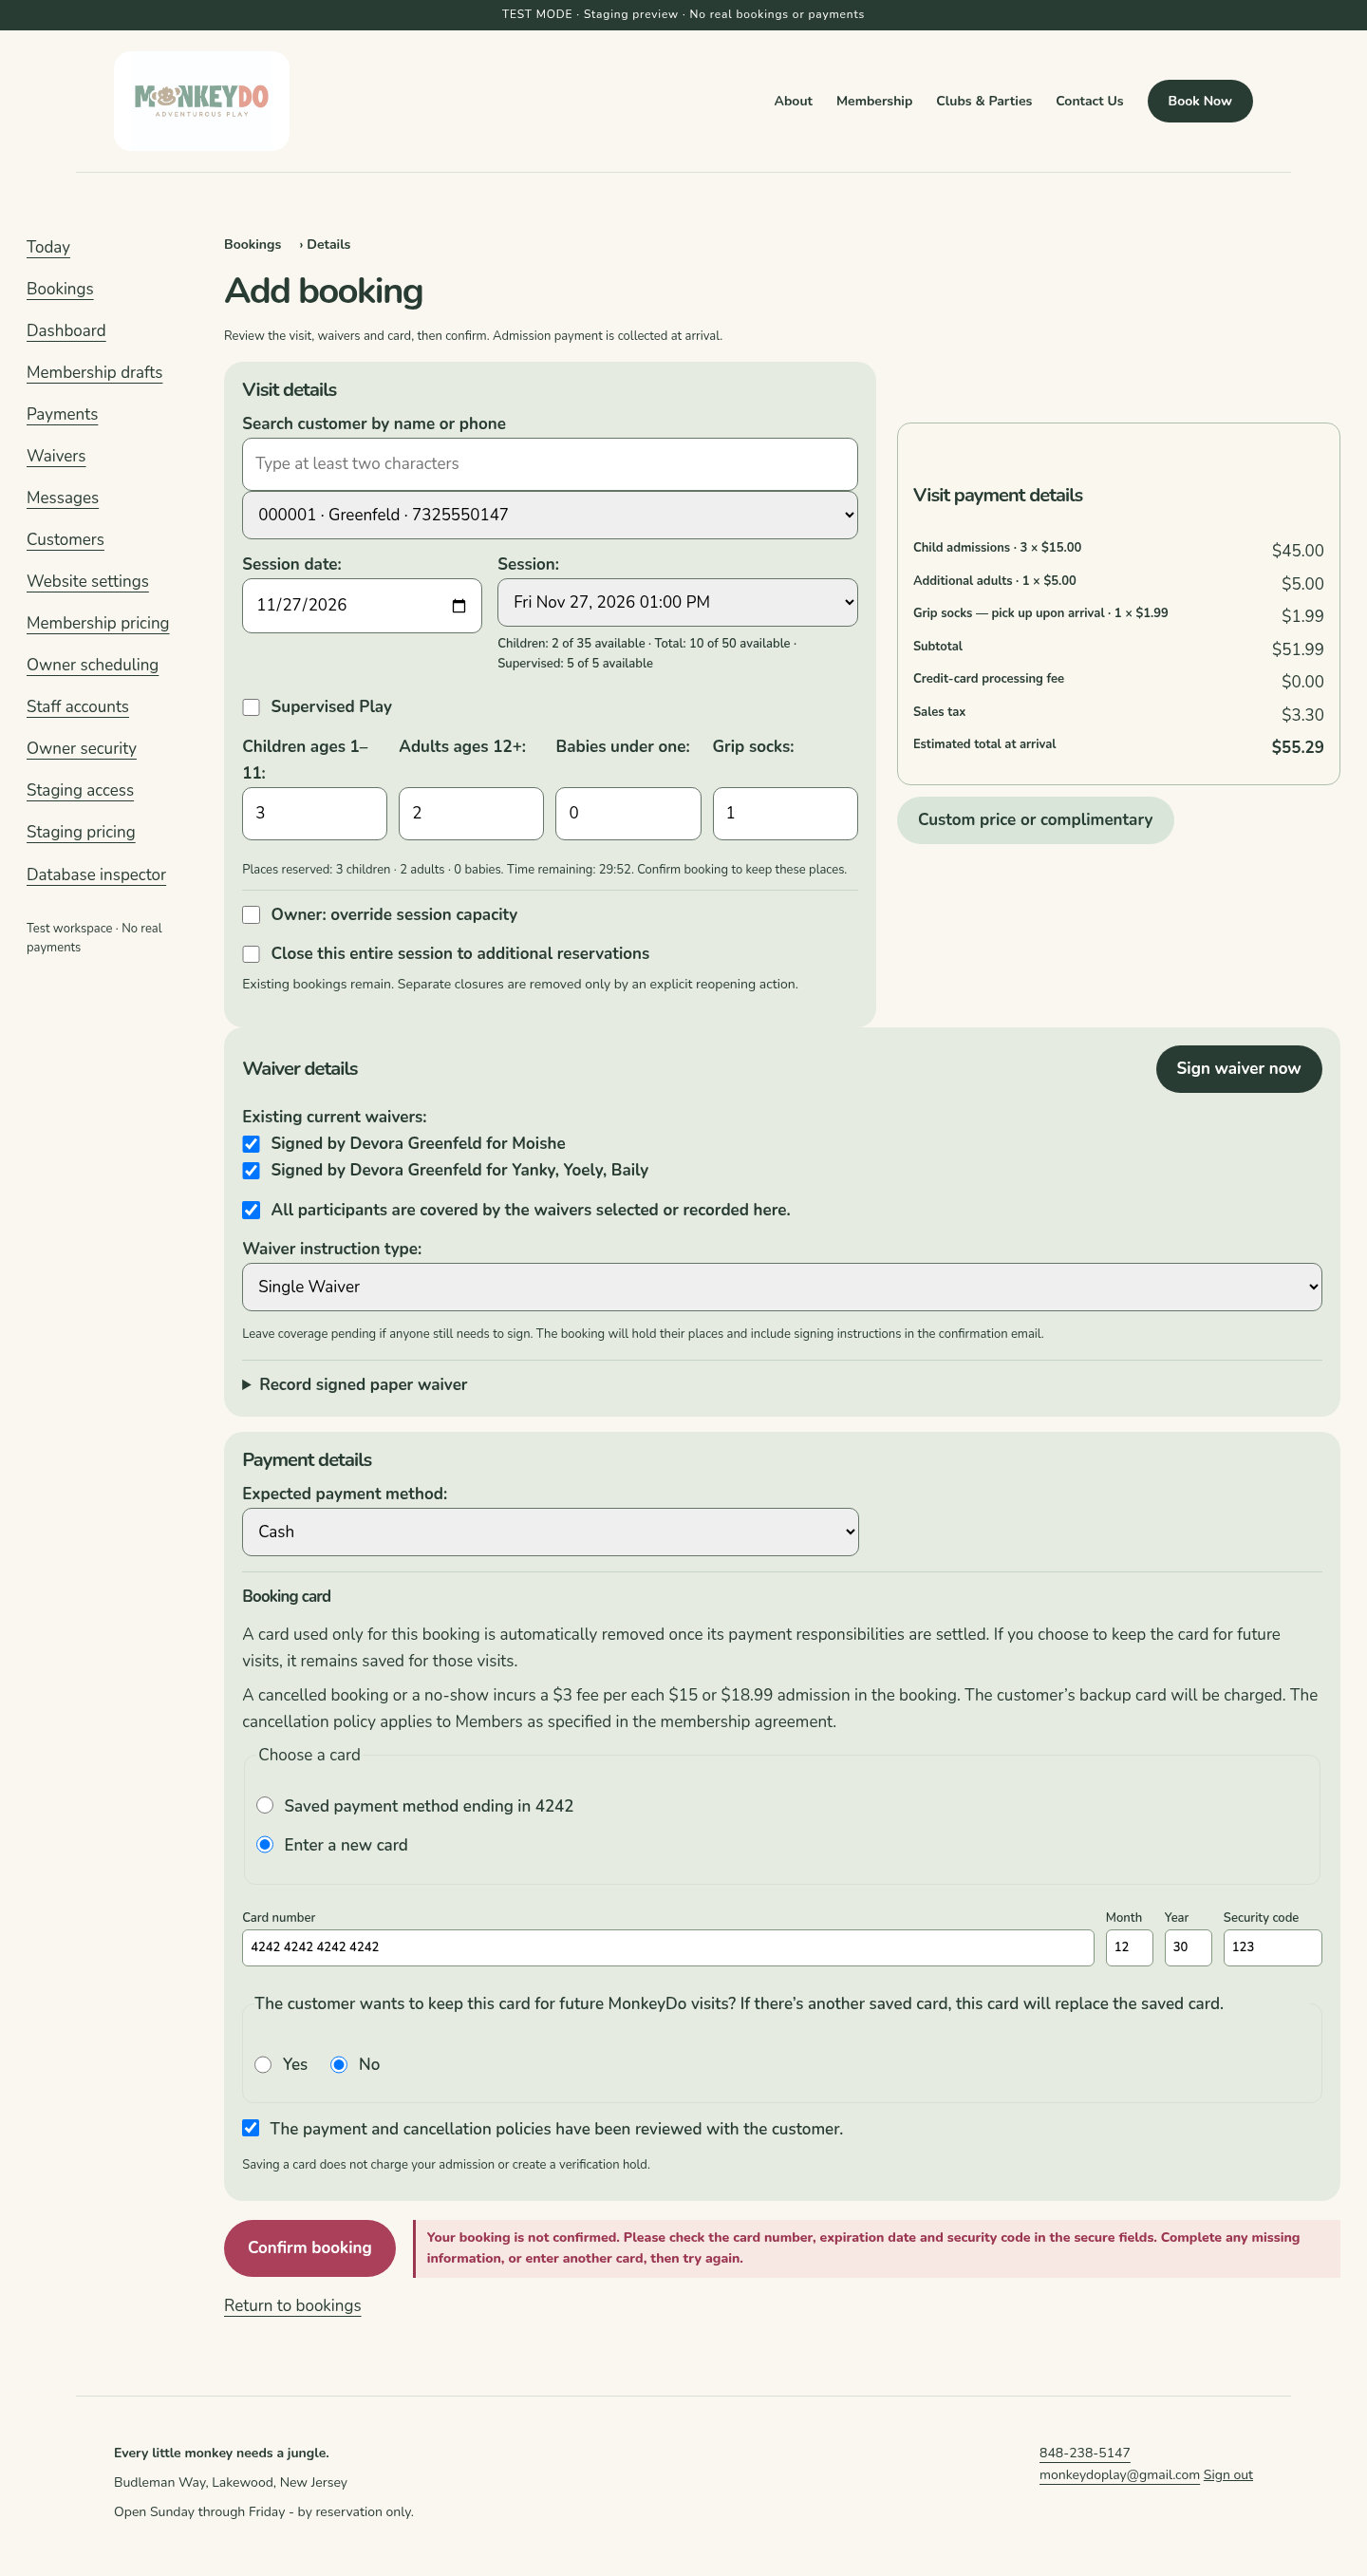 TEST MODE · Staging preview · No real bookings or payments
MONKEYDO
ADVENTUROUS PLAY
About
Membership
Clubs & Parties
Contact Us
Book Now
Today
Bookings
Dashboard
Membership drafts
Payments
Waivers
Messages
Customers
Website settings
Membership pricing
Owner scheduling
Staff accounts
Owner security
Staging access
Staging pricing
Database inspector
Test workspace · No real
payments
Bookings › Details
Add booking
Review the visit, waivers and card, then confirm. Admission payment is collected at arrival.
Visit details
Search customer by name or phone
Type at least two characters
000001 · Greenfeld · 7325550147
Session date:
11/27/2026
Session:
Fri Nov 27, 2026 01:00 PM
Children: 2 of 35 available · Total: 10 of 50 available ·
Supervised: 5 of 5 available
Supervised Play
Children ages 1–
11:
3
Adults ages 12+:
2
Babies under one:
0
Grip socks:
1
Places reserved: 3 children · 2 adults · 0 babies. Time remaining: 29:52. Confirm booking to keep these places.
Owner: override session capacity
Close this entire session to additional reservations
Existing bookings remain. Separate closures are removed only by an explicit reopening action.
Visit payment details
Child admissions · 3 × $15.00 $45.00
Additional adults · 1 × $5.00 $5.00
Grip socks — pick up upon arrival · 1 × $1.99 $1.99
Subtotal $51.99
Credit-card processing fee $0.00
Sales tax $3.30
Estimated total at arrival $55.29
Custom price or complimentary
Waiver details
Sign waiver now
Existing current waivers:
Signed by Devora Greenfeld for Moishe
Signed by Devora Greenfeld for Yanky, Yoely, Baily
All participants are covered by the waivers selected or recorded here.
Waiver instruction type:
Single Waiver
Leave coverage pending if anyone still needs to sign. The booking will hold their places and include signing instructions in the confirmation email.
Record signed paper waiver
Payment details
Expected payment method:
Cash
Booking card
A card used only for this booking is automatically removed once its payment responsibilities are settled. If you choose to keep the card for future
visits, it remains saved for those visits.
A cancelled booking or a no-show incurs a $3 fee per each $15 or $18.99 admission in the booking. The customer’s backup card will be charged. The
cancellation policy applies to Members as specified in the membership agreement.
Choose a card
Saved payment method ending in 4242
Enter a new card
Card number
4242 4242 4242 4242
Month
12
Year
30
Security code
123
The customer wants to keep this card for future MonkeyDo visits? If there’s another saved card, this card will replace the saved card.
Yes
No
The payment and cancellation policies have been reviewed with the customer.
Saving a card does not charge your admission or create a verification hold.
Confirm booking
Your booking is not confirmed. Please check the card number, expiration date and security code in the secure fields. Complete any missing
information, or enter another card, then try again.
Return to bookings
Every little monkey needs a jungle.
Budleman Way, Lakewood, New Jersey
Open Sunday through Friday - by reservation only.
848-238-5147
monkeydoplay@gmail.com Sign out